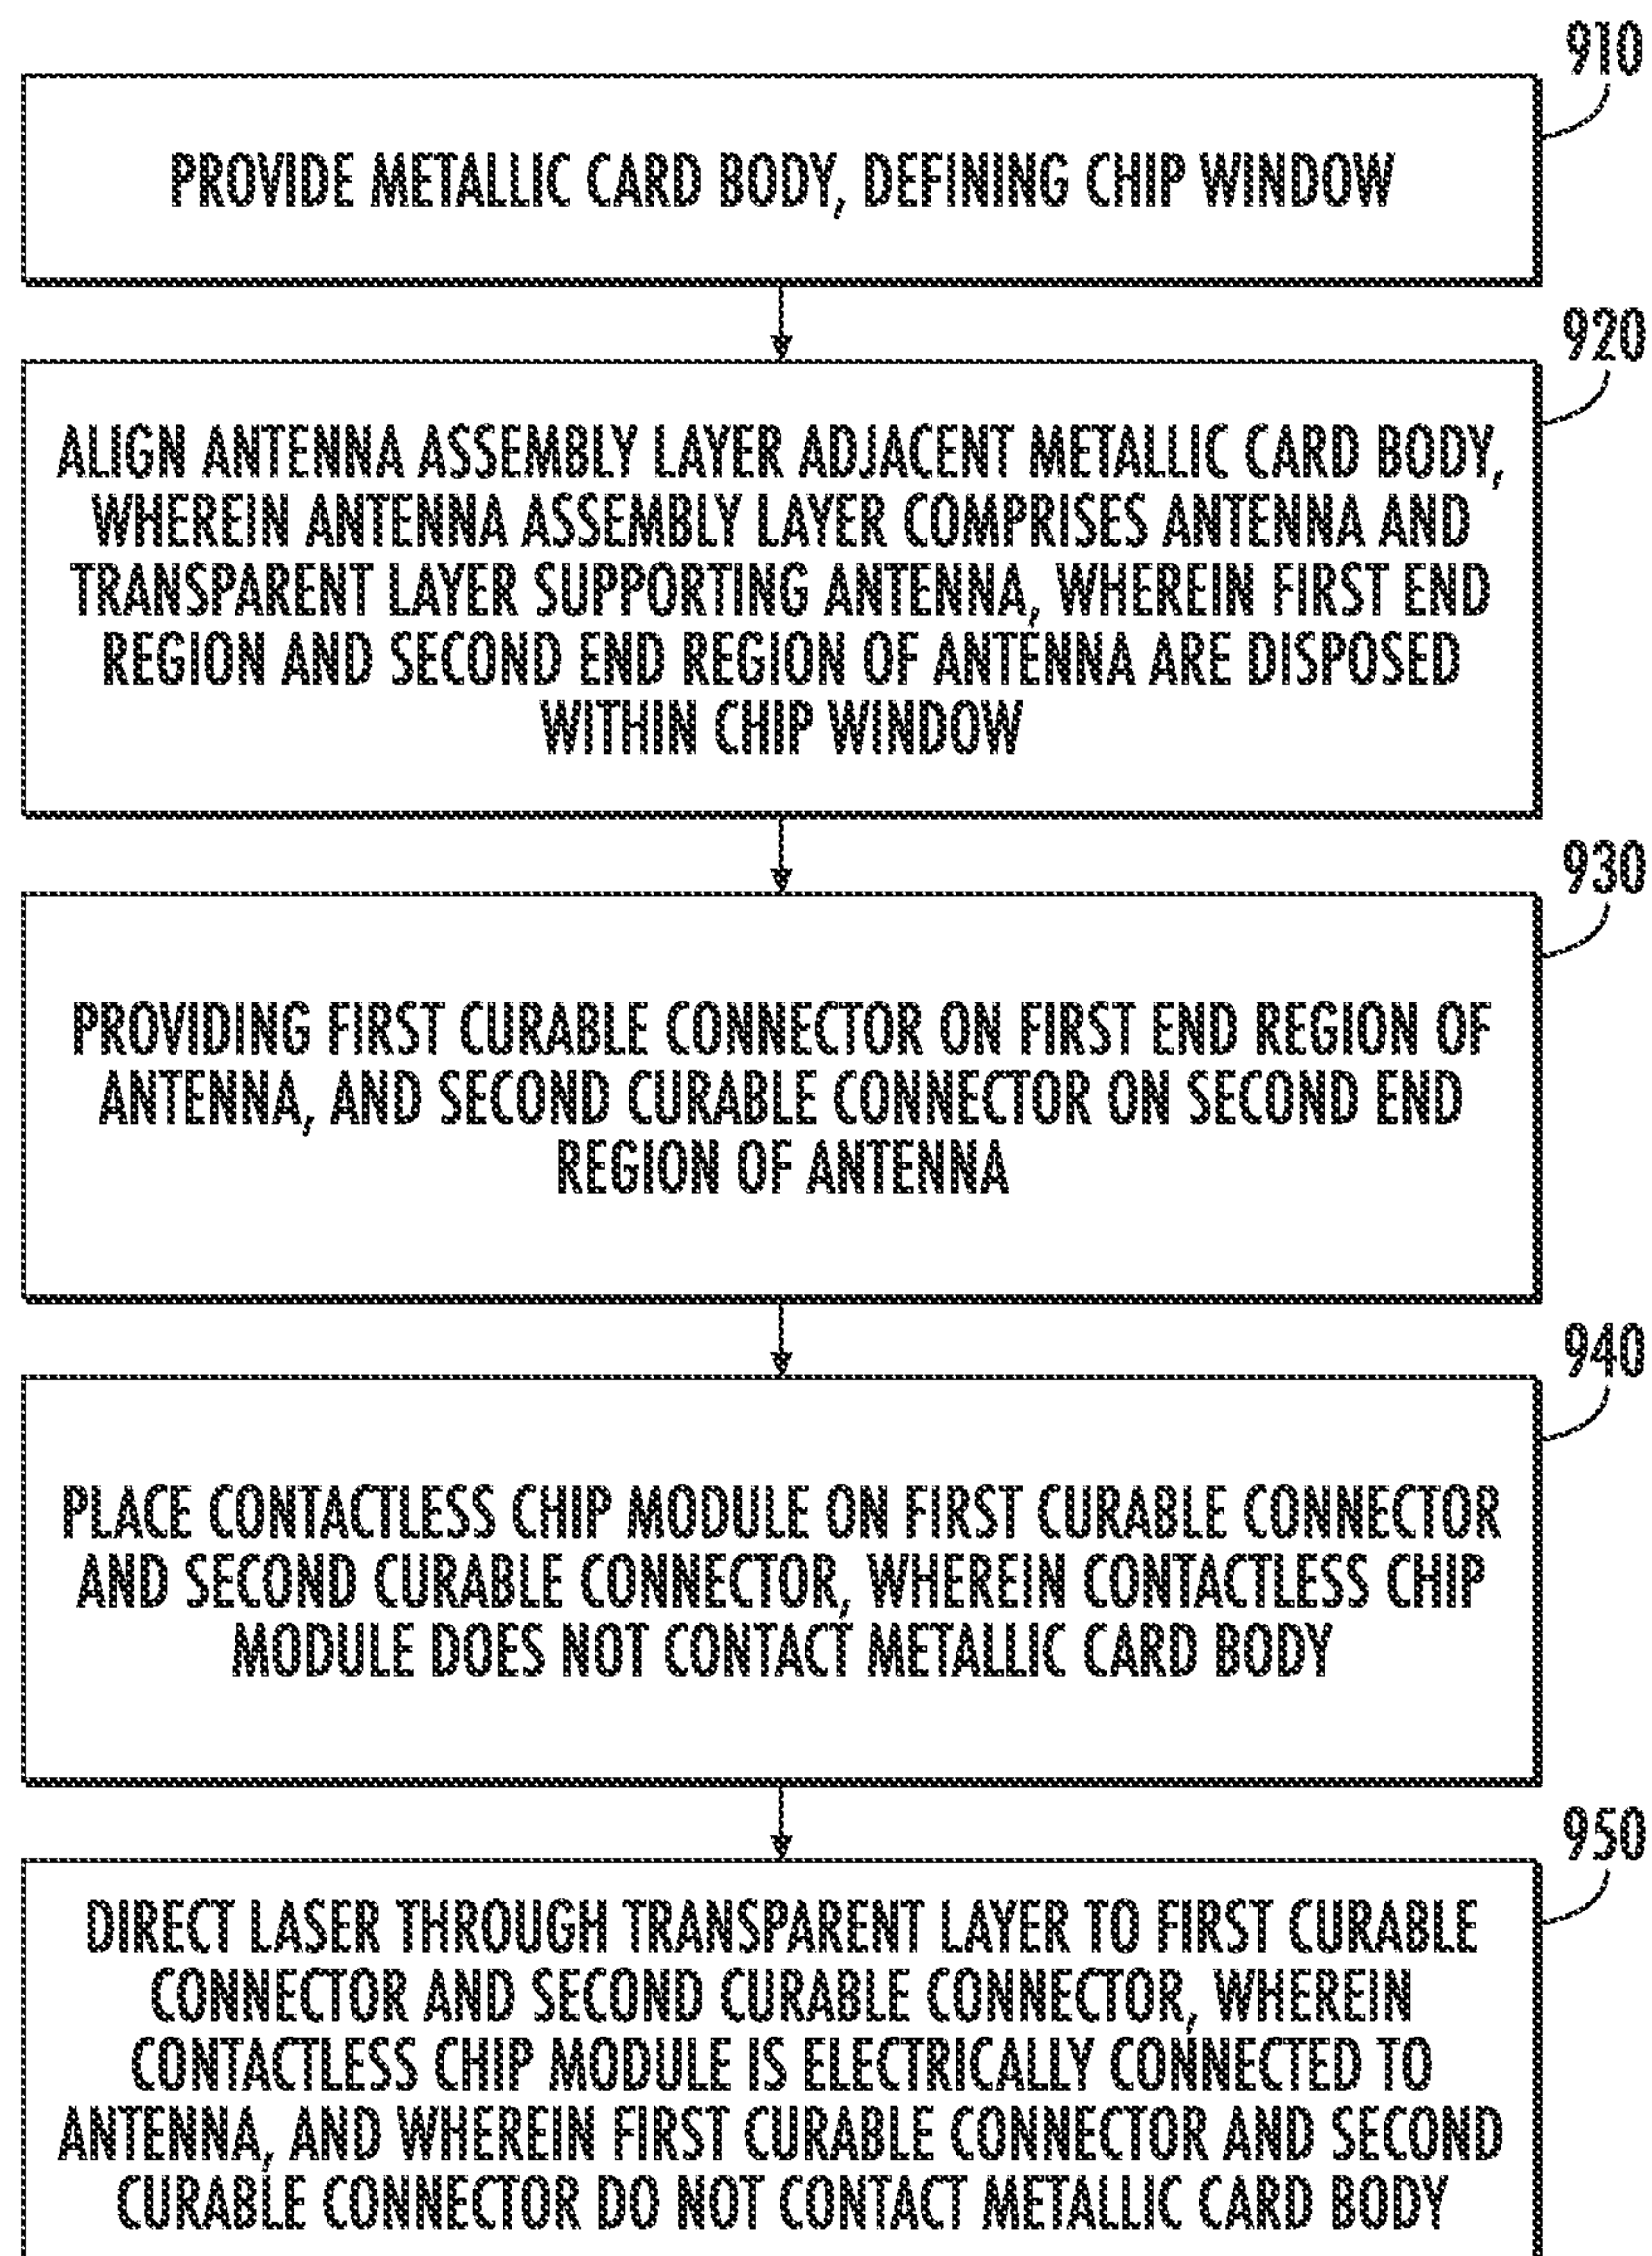 910
PROVIDE METALLIC CARD BODY, DEFINING CHIP WINDOW
920
ALIGN ANTENNA ASSEMBLY LAYER ADJACENT METALLIC CARD BODY,
WHEREIN ANTENNA ASSEMBLY LAYER COMPRISES ANTENNA AND
TRANSPARENT LAYER SUPPORTING ANTENNA, WHEREIN FIRST END
REGION AND SECOND END REGION OF ANTENNA ARE DISPOSED
WITHIN CHIP WINDOW
930
PROVIDING FIRST CURABLE CONNECTOR ON FIRST END REGION OF
ANTENNA, AND SECOND CURABLE CONNECTOR ON SECOND END
REGION OF ANTENNA
940
PLACE CONTACTLESS CHIP MODULE ON FIRST CURABLE CONNECTOR
AND SECOND CURABLE CONNECTOR, WHEREIN CONTACTLESS CHIP
MODULE DOES NOT CONTACT METALLIC CARD BODY
950
DIRECT LASER THROUGH TRANSPARENT LAYER TO FIRST CURABLE
CONNECTOR AND SECOND CURABLE CONNECTOR, WHEREIN
CONTACTLESS CHIP MODULE IS ELECTRICALLY CONNECTED TO
ANTENNA, AND WHEREIN FIRST CURABLE CONNECTOR AND SECOND
CURABLE CONNECTOR DO NOT CONTACT METALLIC CARD BODY